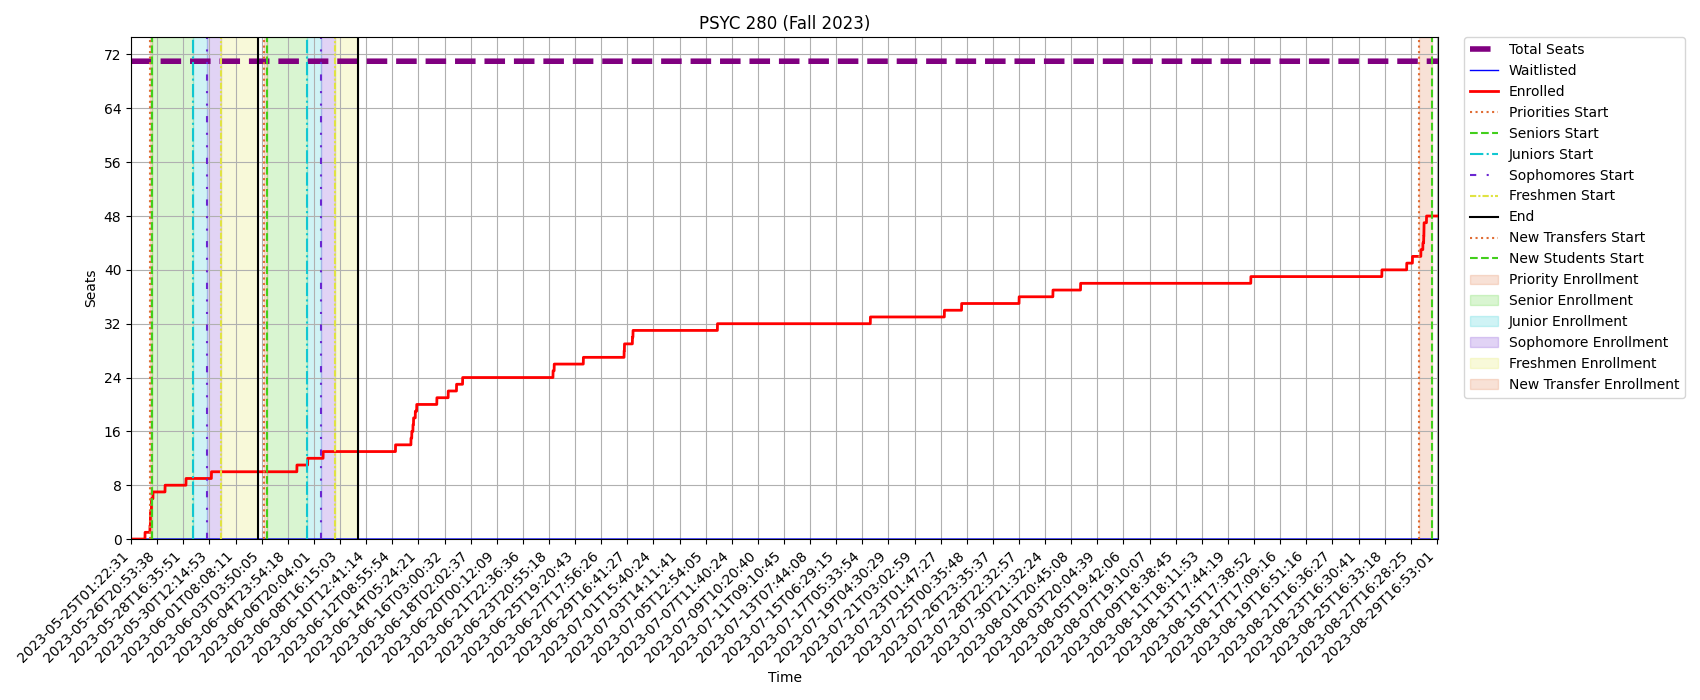 PSYC 280 (Fall 2023)
72
64
56
48
40
32
24
16
8
0
Seats
2023-05-25T01:22:31
2023-05-26T20:53:38
2023-05-28T16:35:51
2023-05-30T12:14:53
2023-06-01T08:08:11
2023-06-03T03:50:05
2023-06-04T23:54:18
2023-06-06T20:04:01
2023-06-08T16:15:03
2023-06-10T12:41:14
2023-06-12T08:55:54
2023-06-14T05:24:21
2023-06-16T03:00:32
2023-06-18T02:02:37
2023-06-20T00:12:09
2023-06-21T22:36:36
2023-06-23T20:55:18
2023-06-25T19:20:43
2023-06-27T17:56:26
2023-06-29T16:41:27
2023-07-01T15:40:24
2023-07-03T14:11:41
2023-07-05T12:54:05
2023-07-07T11:40:24
2023-07-09T10:20:40
2023-07-11T09:10:45
2023-07-13T07:44:08
2023-07-15T06:29:15
2023-07-17T05:33:54
2023-07-19T04:30:29
2023-07-21T03:02:59
2023-07-23T01:47:27
2023-07-25T00:35:48
2023-07-26T23:35:37
2023-07-28T22:32:57
2023-07-30T21:32:24
2023-08-01T20:45:08
2023-08-03T20:04:39
2023-08-05T19:42:06
2023-08-07T19:10:07
2023-08-09T18:38:45
2023-08-11T18:11:53
2023-08-13T17:44:19
2023-08-15T17:38:52
2023-08-17T17:09:16
2023-08-19T16:51:16
2023-08-21T16:36:27
2023-08-23T16:30:41
2023-08-25T16:33:18
2023-08-27T16:28:25
2023-08-29T16:53:01
Time
Total Seats
Waitlisted
Enrolled
Priorities Start
Seniors Start
Juniors Start
Sophomores Start
Freshmen Start
End
New Transfers Start
New Students Start
Priority Enrollment
Senior Enrollment
Junior Enrollment
Sophomore Enrollment
Freshmen Enrollment
New Transfer Enrollment